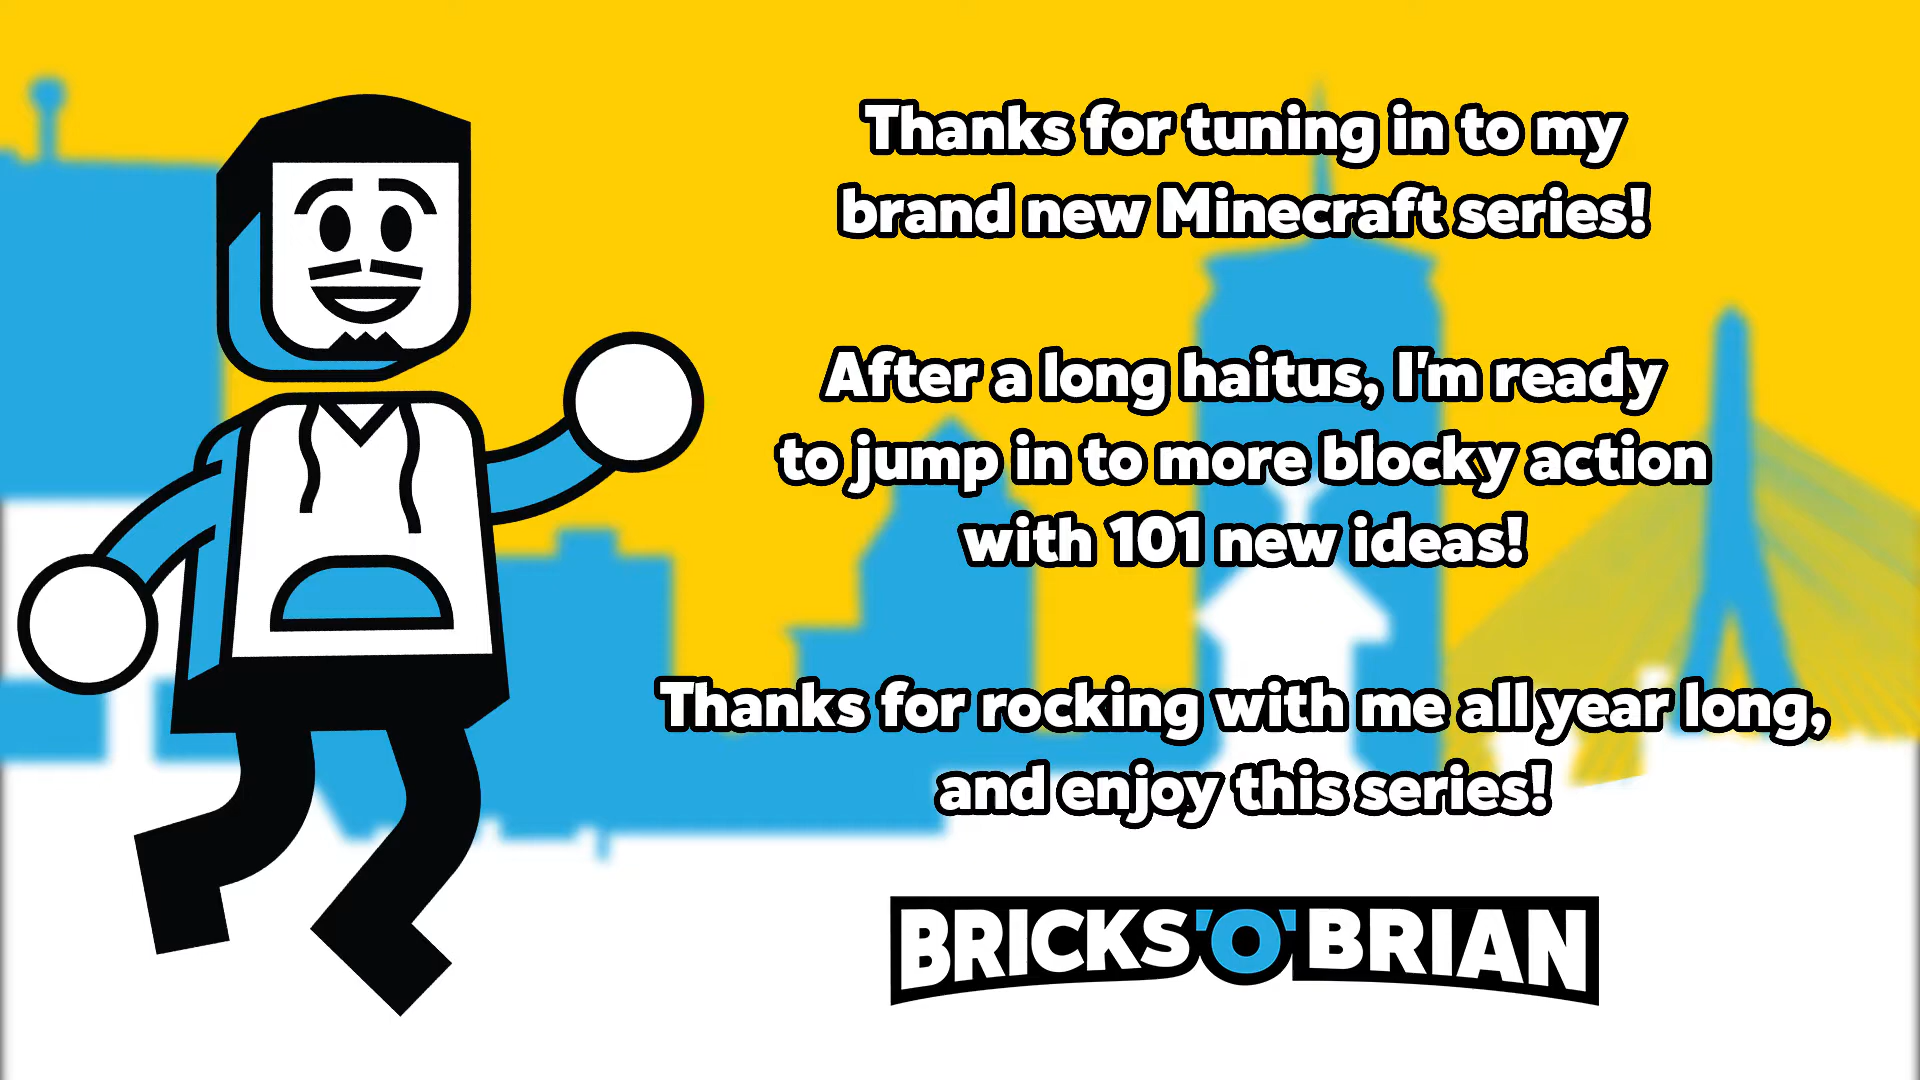 Thanks for tuning in to my
brand new Minecraft series!
After a long haitus, I'm ready
to jump in to more blocky action
with 101 new ideas!
Thanks for rocking with me all year long,
and enjoy this series!
BRICKS'O'BRIAN